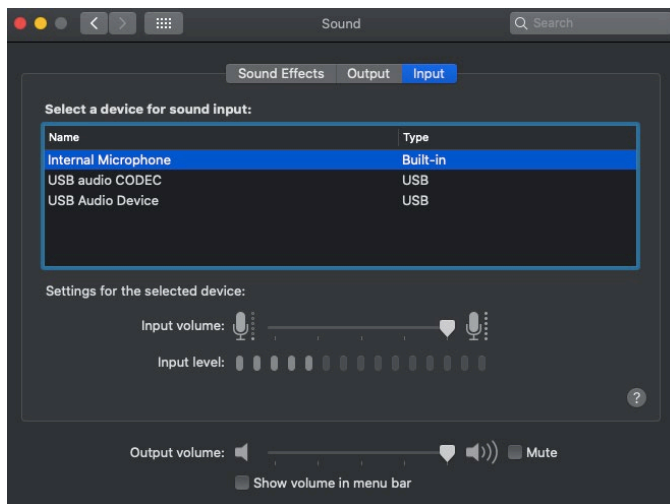 Sound
Search
Sound Effects Output Input
Select a device for sound input:
Name Type
Internal Microphone Built-in
USB audio CODEC USB
USB Audio Device USB
Settings for the selected device:
Input volume:
Input level:
?
Output volume: Mute
Show volume in menu bar